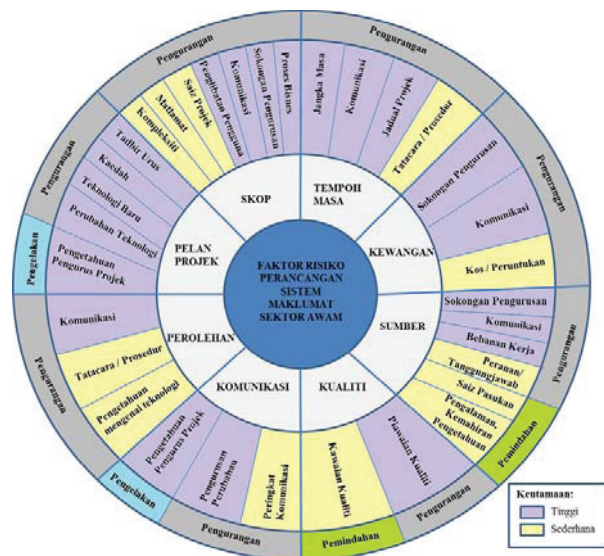 FAKTOR RISIKO
PERANCANGAN
SISTEM
MAKLUMAT
SEKTOR AWAM
SKOP
Pengurangan
Kompleksiti
Matlamat
Saiz Projek
Penglibatan Pengguna
Komunikasi
Sokongan Pengurusan
Proses Bisnes
TEMPOH
MASA
Pengurangan
Jangka Masa
Komunikasi
Jadual Projek
Tatacara / Prosedur
KEWANGAN
Pengurangan
Sokongan Pengurusan
Komunikasi
Kos / Peruntukan
SUMBER
Pengurangan
Sokongan Pengurusan
Komunikasi
Bebanan Kerja
Peranan/
Tanggungjawab
Saiz Pasukan
Pengalaman,
Kemahiran
Pengetahuan
Pemindahan
KUALITI
Piawaian Kualiti
Pengurangan
Kawalan Kualiti
Pemindahan
KOMUNIKASI
Peringkat
Komunikasi
Pengurusan
Perubahan
Pengurangan
Pengetahuan
Pengurus Projek
Pengelakan
PEROLEHAN
Pengetahuan
mengenai teknologi
Tatacara / Prosedur
Komunikasi
Pengurangan
PELAN
PROJEK
Pengetahuan
Pengurus Projek
Pengelakan
Perubahan Teknologi
Teknologi Baru
Kaedah
Tadbir Urus
Pengurangan
Keutamaan:
Tinggi
Sederhana